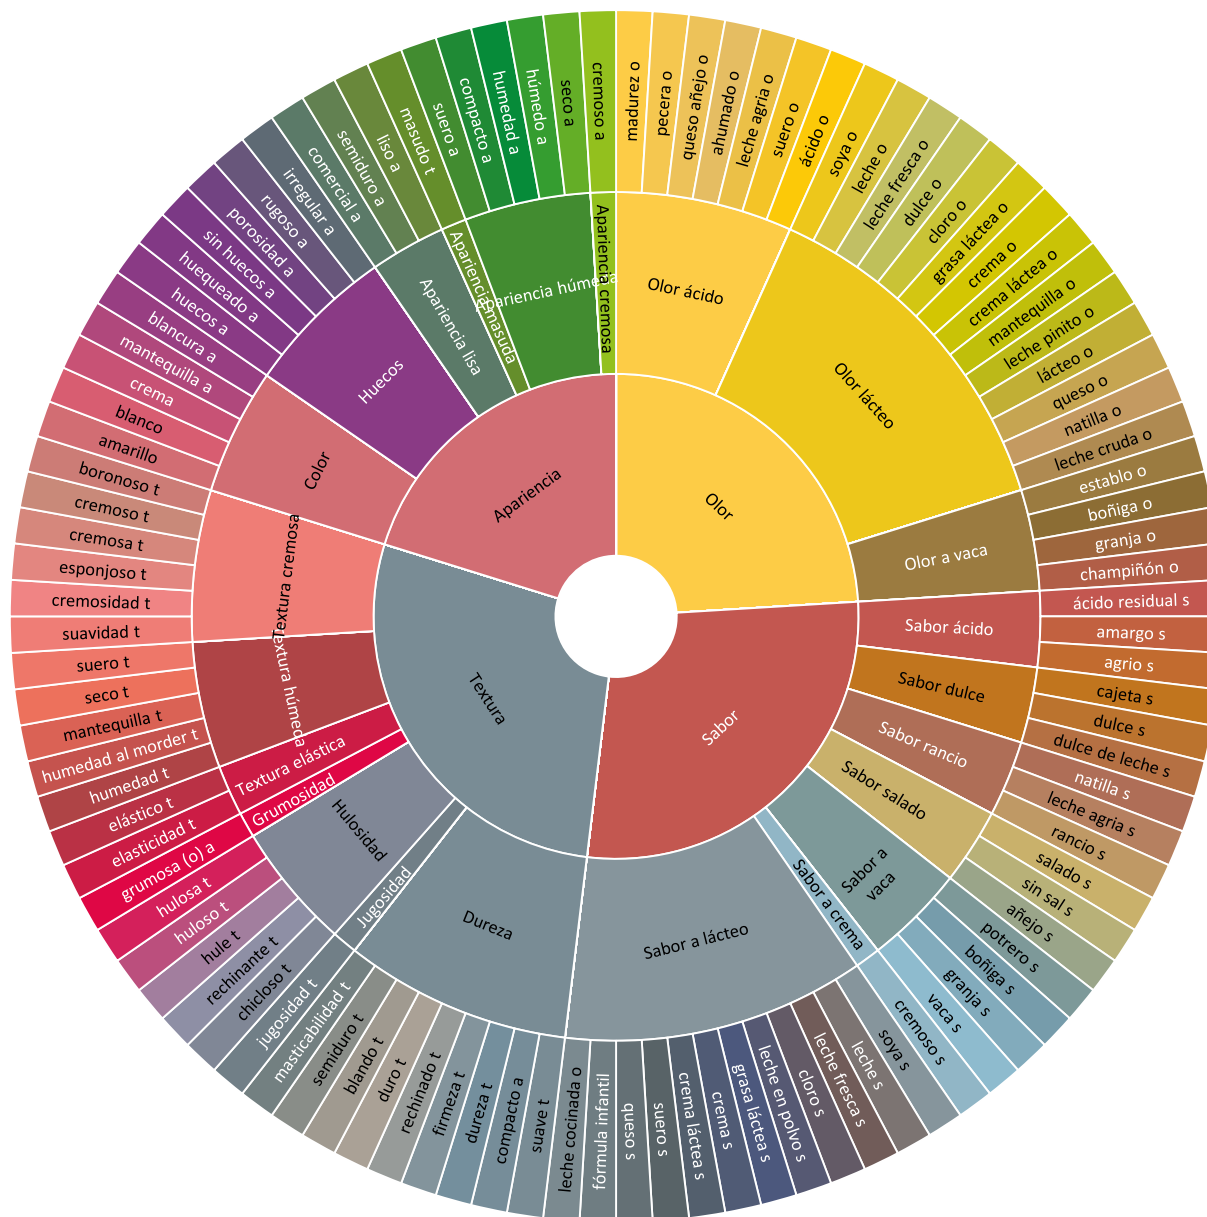 Olor
Sabor
Textura
Apariencia
Olor ácido
Olor lácteo
Olor a vaca
Sabor ácido
Sabor dulce
Sabor rancio
Sabor salado
Sabor a
vaca
Sabor a crema
Sabor a lácteo
Dureza
Jugosidad
Hulosidad
Grumosidad
Textura elástica
Textura húmeda
Textura cremosa
Color
Huecos
Apariencia lisa
Apariencia masuda
Apariencia húmeda
Apariencia cremosa
madurez o
pecera o
queso añejo o
ahumado o
leche agria o
suero o
ácido o
soya o
leche o
leche fresca o
dulce o
cloro o
grasa láctea o
crema o
crema láctea o
mantequilla o
leche pinito o
lácteo o
queso o
natilla o
leche cruda o
establo o
boñiga o
granja o
champiñón o
ácido residual s
amargo s
agrio s
cajeta s
dulce s
dulce de leche s
natilla s
leche agria s
rancio s
salado s
sin sal s
añejo s
potrero s
boñiga s
granja s
vaca s
cremoso s
soya s
leche s
leche fresca s
cloro s
leche en polvo s
grasa láctea s
crema s
crema láctea s
suero s
queso s
fórmula infantil
leche cocinada o
suave t
compacto a
dureza t
firmeza t
rechinado t
duro t
blando t
semiduro t
masticabilidad t
jugosidad t
chicloso t
rechinante t
hule t
huloso t
hulosa t
grumosa (o) a
elasticidad t
elástico t
humedad t
humedad al morder t
mantequilla t
seco t
suero t
suavidad t
cremosidad t
esponjoso t
cremosa t
cremoso t
boronoso t
amarillo
blanco
crema
mantequilla a
blancura a
huecos a
huequeado a
sin huecos a
porosidad a
rugoso a
irregular a
comercial a
semiduro a
liso a
masudo t
suero a
compacto a
humedad a
húmedo a
seco a
cremoso a